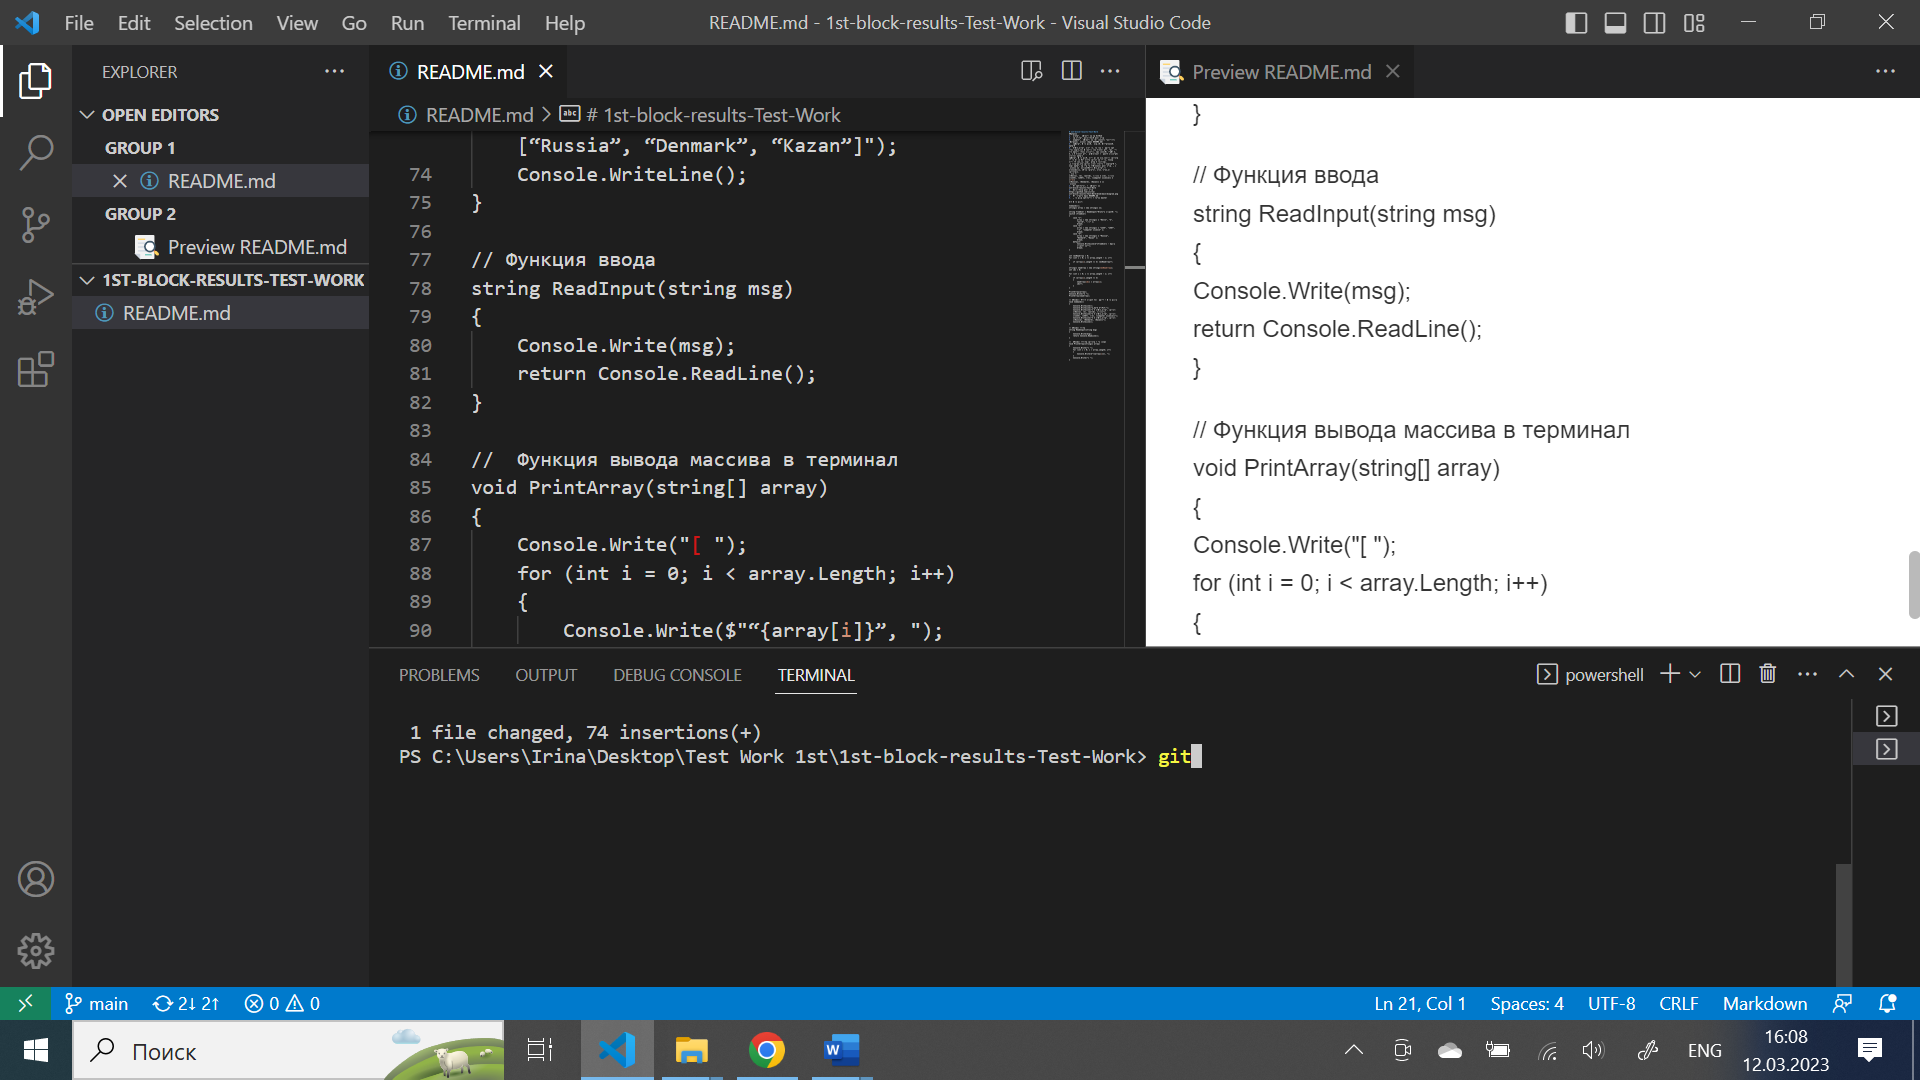 File Edit Selection View Go Run Terminal Help
README.md - 1st-block-results-Test-Work - Visual Studio Code
EXPLORER
OPEN EDITORS
GROUP 1
README.md
GROUP 2
Preview README.md
1ST-BLOCK-RESULTS-TEST-WORK
README.md
README.md
README.md > # 1st-block-results-Test-Work
[“Russia”, “Denmark”, “Kazan”]");
74 Console.WriteLine();
75 }
76
77 // Функция ввода
78 string ReadInput(string msg)
79 {
80 Console.Write(msg);
81 return Console.ReadLine();
82 }
83
84 //  Функция вывода массива в терминал
85 void PrintArray(string[] array)
86 {
87 Console.Write("[ ");
88 for (int i = 0; i < array.Length; i++)
89 {
90 Console.Write($"“{array[i]}”, ");
Preview README.md
}
// Функция ввода
string ReadInput(string msg)
{
Console.Write(msg);
return Console.ReadLine();
}
// Функция вывода массива в терминал
void PrintArray(string[] array)
{
Console.Write("[ ");
for (int i = 0; i < array.Length; i++)
{
PROBLEMS OUTPUT DEBUG CONSOLE TERMINAL
powershell
1 file changed, 74 insertions(+)
PS C:\Users\Irina\Desktop\Test Work 1st\1st-block-results-Test-Work> git
main 2↓ 2↑ 0 0
Ln 21, Col 1 Spaces: 4 UTF-8 CRLF Markdown
Поиск
ENG
16:08
12.03.2023